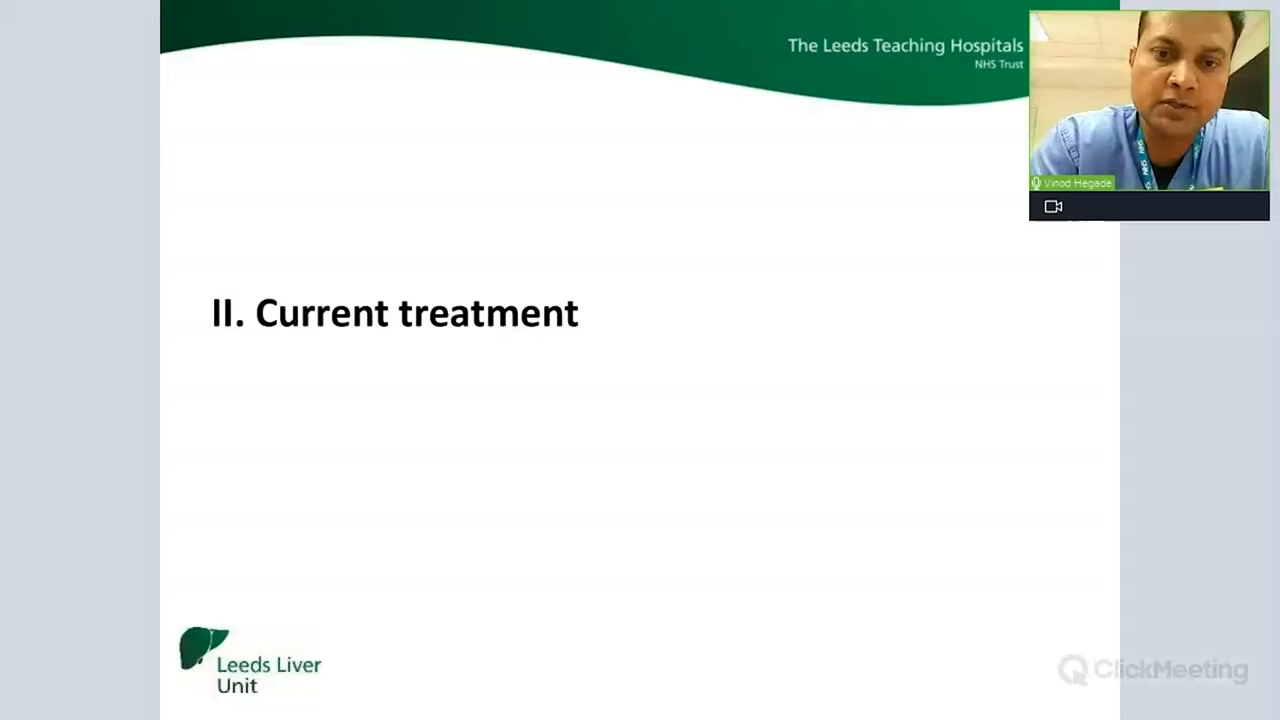 The Leeds Teaching Hospitals
NHS Trust
Vinod Hegade
II. Current treatment
Leeds Liver
Unit
ClickMeeting